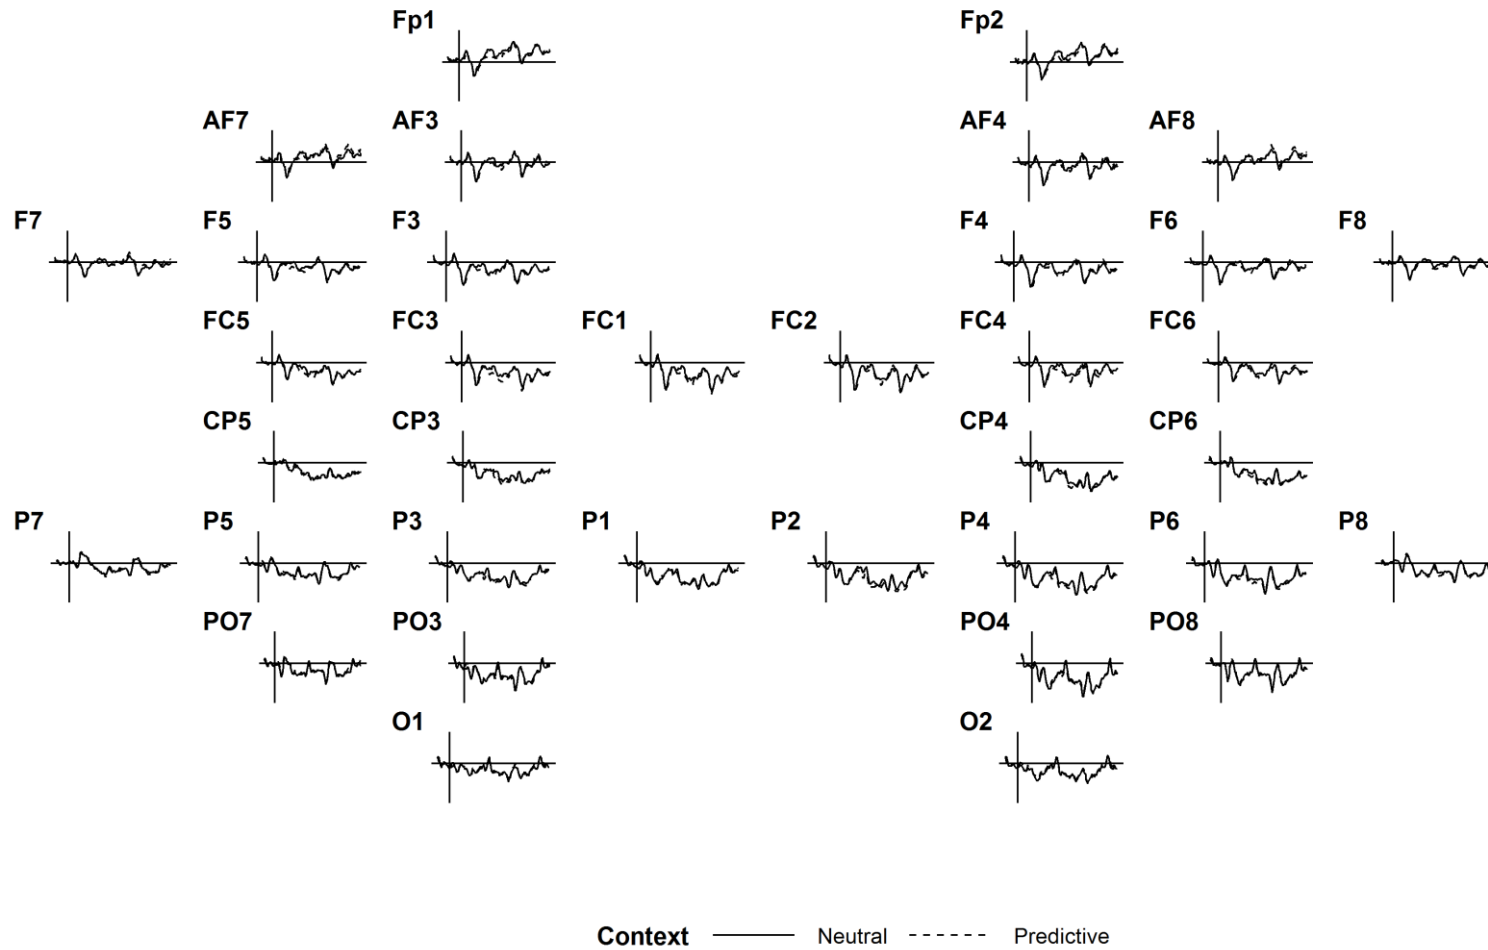 Fp1 Fp2
AF7 AF3 AF4 AF8
F7 F5 F3 F4 F6 F8
FC5 FC3 FC1 FC2 FC4 FC6
CP5 CP3 CP4 CP6
P7 P5 P3 P1 P2 P4 P6 P8
PO7 PO3 PO4 PO8
O1 O2
Context Neutral Predictive